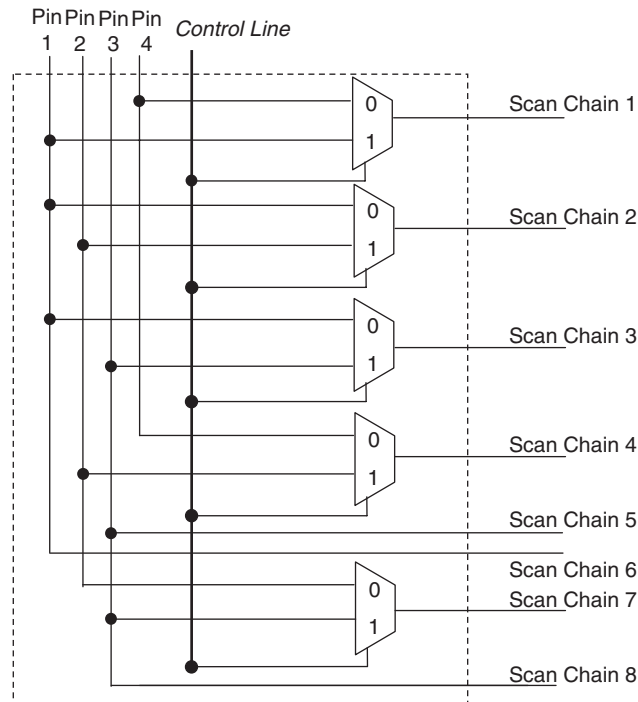 Pin Pin Pin Pin
1 2 3 4
Control Line
0
1
Scan Chain 1
0
1
Scan Chain 2
0
1
Scan Chain 3
0
1
Scan Chain 4
Scan Chain 5
Scan Chain 6
0
1
Scan Chain 7
Scan Chain 8